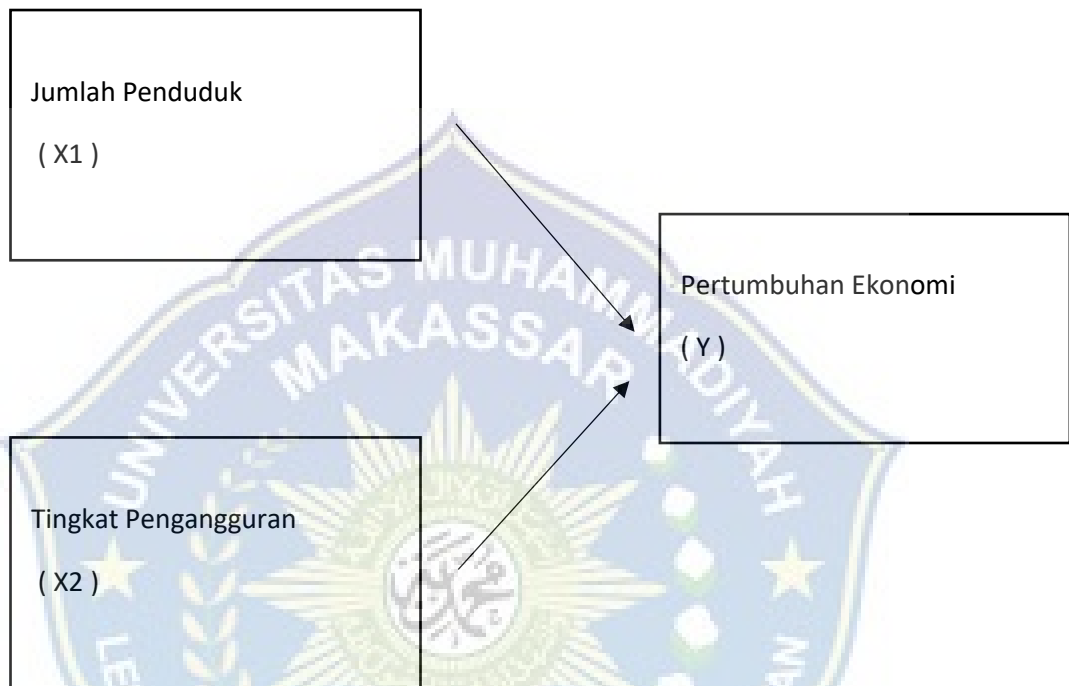 Jumlah Penduduk
( X1 )
Pertumbuhan Ekonomi
( Y )
Tingkat Pengangguran
( X2 )
UNIVERSITAS MUHAMMADIYAH
MAKASSAR